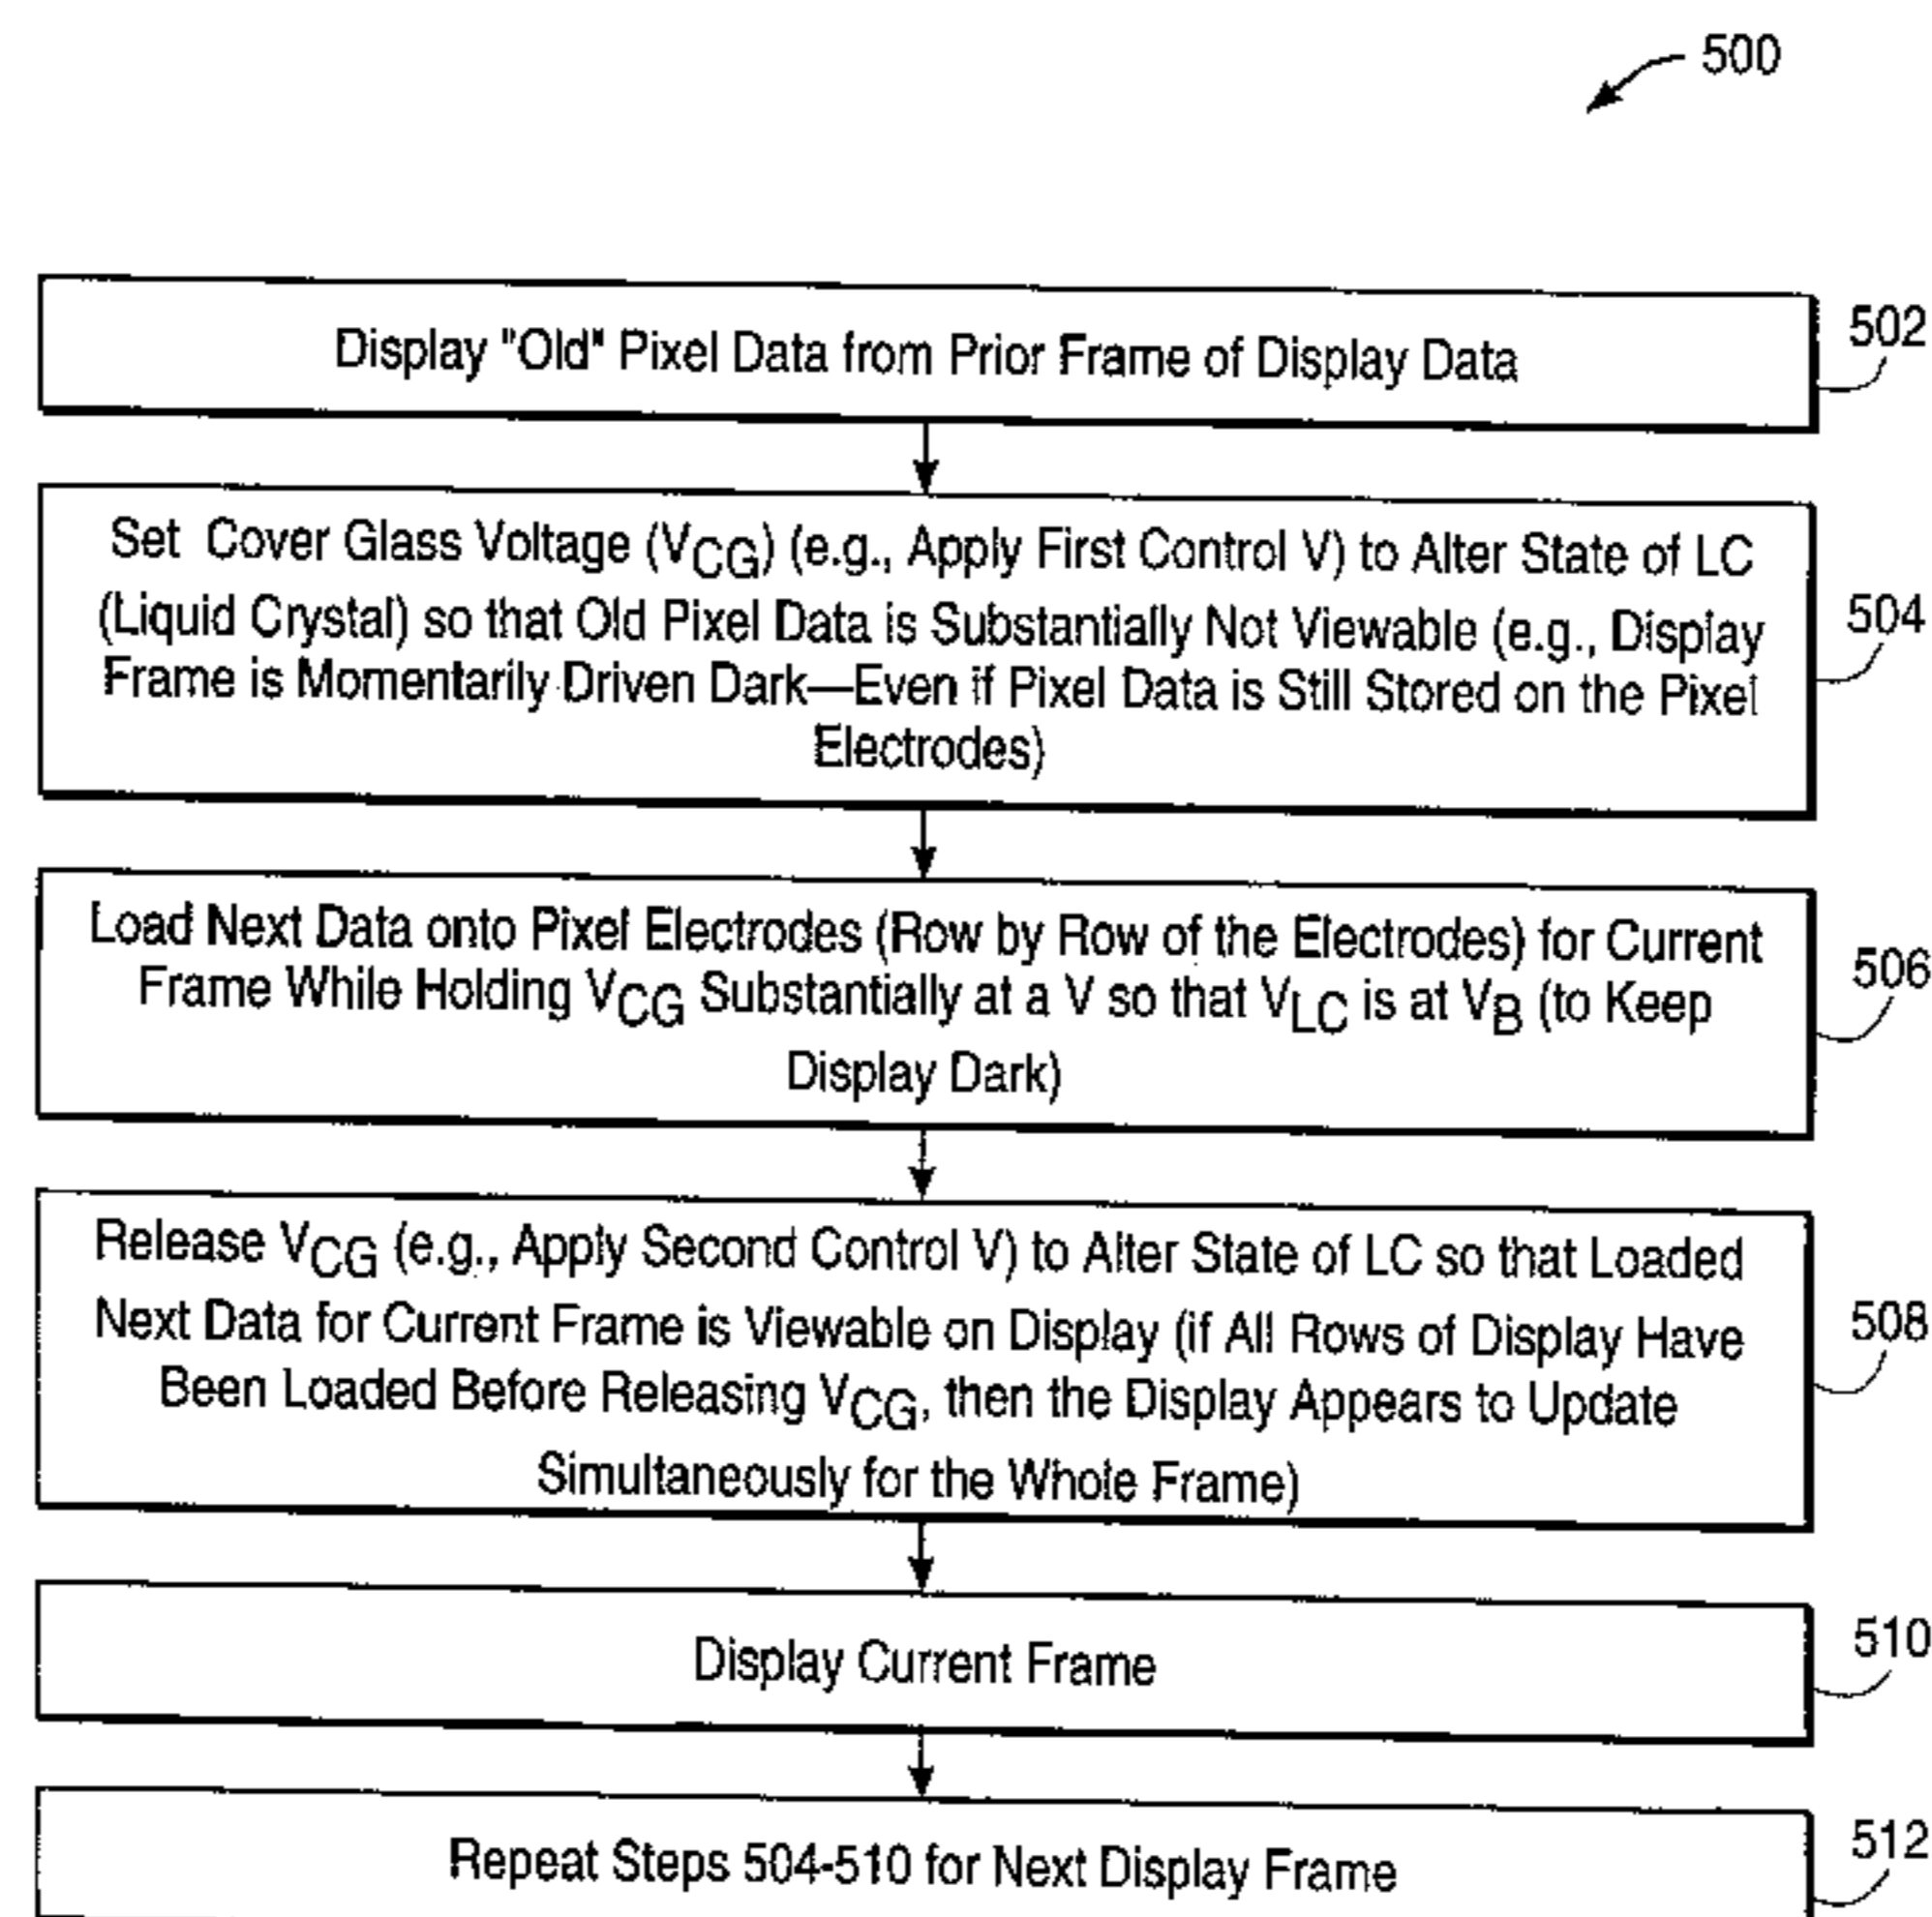 500
Display "Old" Pixel Data from Prior Frame of Display Data
502
Set Cover Glass Voltage (VCG) (e.g., Apply First Control V) to Alter State of LC
(Liquid Crystal) so that Old Pixel Data is Substantially Not Viewable (e.g., Display
Frame is Momentarily Driven Dark—Even if Pixel Data is Still Stored on the Pixel
Electrodes)
504
Load Next Data onto Pixel Electrodes (Row by Row of the Electrodes) for Current
Frame While Holding VCG Substantially at a V so that VLC is at VB (to Keep
Display Dark)
506
Release VCG (e.g., Apply Second Control V) to Alter State of LC so that Loaded
Next Data for Current Frame is Viewable on Display (if All Rows of Display Have
Been Loaded Before Releasing VCG, then the Display Appears to Update
Simultaneously for the Whole Frame)
508
Display Current Frame
510
Repeat Steps 504-510 for Next Display Frame
512